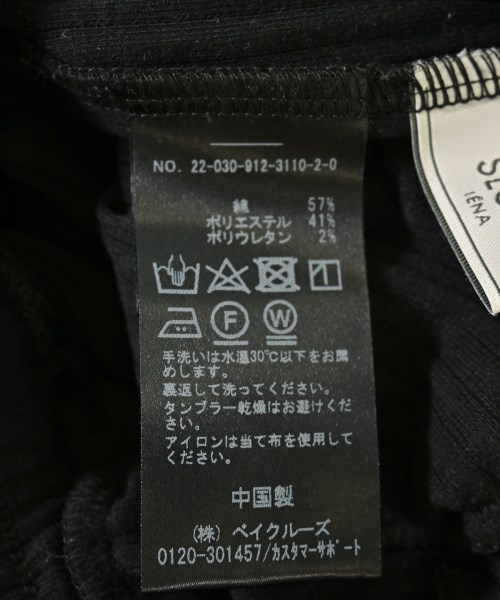 NO. 22-030-912-3110-2-0
綿 57%
ポリエステル 41%
ポリウレタン 2%
F W
手洗いは水温30℃以下をお薦
めします。
裏返して洗ってください。
タンブラー乾燥はお避けくだ
さい。
アイロンは当て布を使用して
ください。
中国製
(株) ベイクルーズ
0120-301457/カスタマーサポート
IÉNA